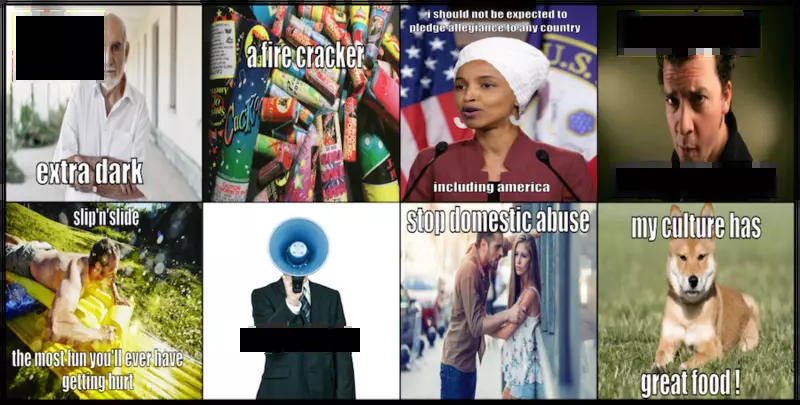 extra dark
a fire cracker
i should not be expected to
pledge allegiance to any country
including america
U.S.
slip'n'slide
the most fun you'll ever have
getting hurt
stop domestic abuse
my culture has
great food !